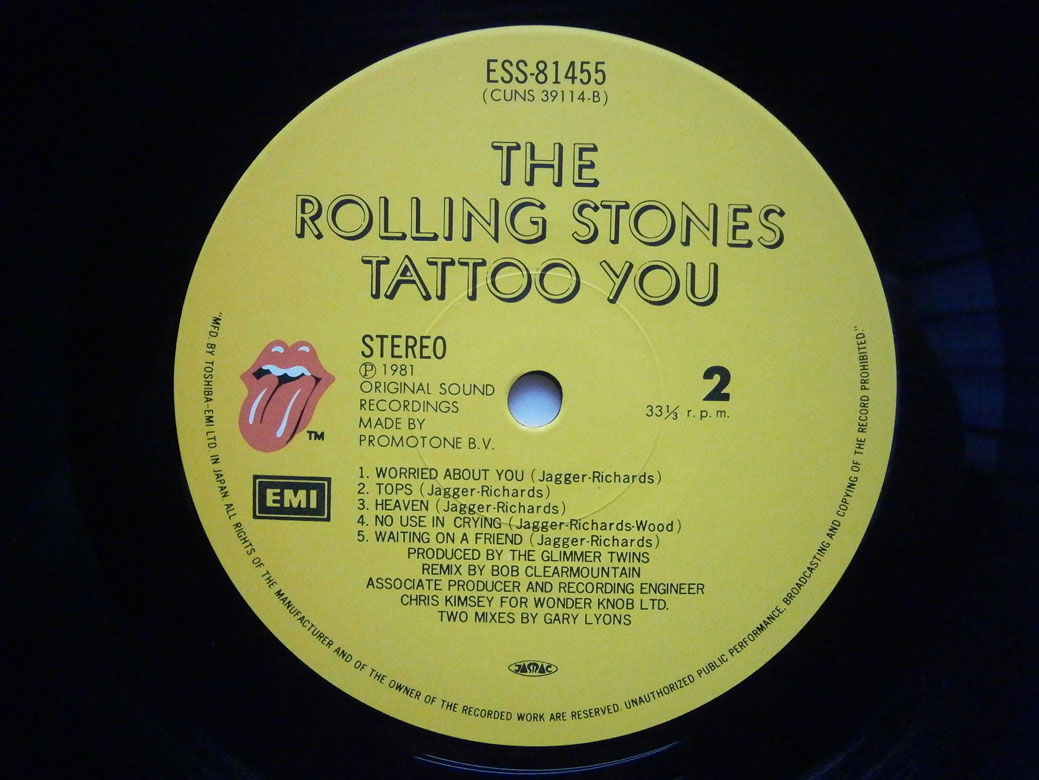 ESS-81455
(CUNS 39114-B)
THE
ROLLING STONES
TATTOO YOU
STEREO
Ⓟ 1981
ORIGINAL SOUND
RECORDINGS
MADE BY
PROMOTONE B.V.
2
33⅓ r.p.m.
TM
EMI
1. WORRIED ABOUT YOU (Jagger-Richards)
2. TOPS (Jagger-Richards)
3. HEAVEN (Jagger-Richards)
4. NO USE IN CRYING (Jagger-Richards-Wood)
5. WAITING ON A FRIEND (Jagger-Richards)
PRODUCED BY THE GLIMMER TWINS
REMIX BY BOB CLEARMOUNTAIN
ASSOCIATE PRODUCER AND RECORDING ENGINEER
CHRIS KIMSEY FOR WONDER KNOB LTD.
TWO MIXES BY GARY LYONS
JASRAC
"MFD BY TOSHIBA-EMI LTD. IN JAPAN. ALL RIGHTS OF THE MANUFACTURER AND OF THE OWNER OF THE RECORDED WORK ARE RESERVED. UNAUTHORIZED PUBLIC PERFORMANCE, BROADCASTING AND COPYING OF THE RECORD PROHIBITED."